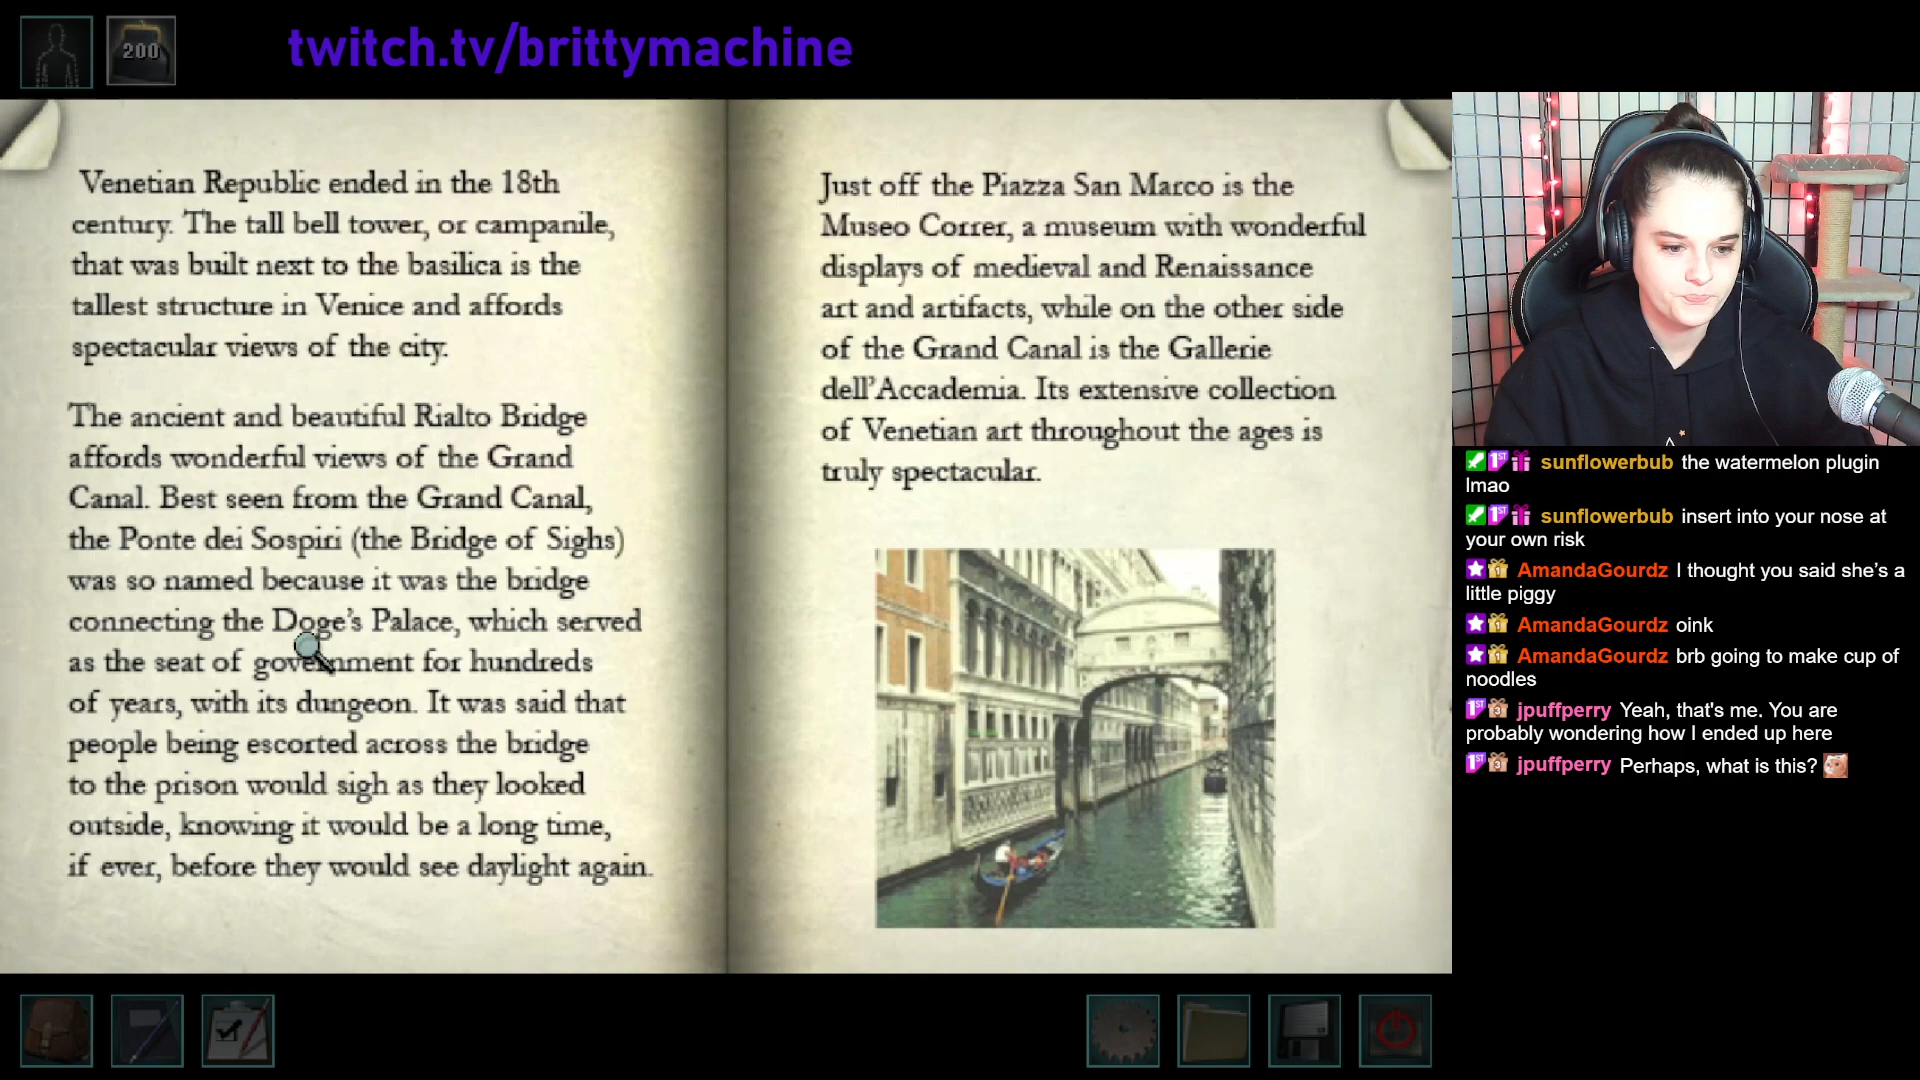 200
twitch.tv/brittymachine
Venetian Republic ended in the 18th
century. The tall bell tower, or campanile,
that was built next to the basilica is the
tallest structure in Venice and affords
spectacular views of the city.
The ancient and beautiful Rialto Bridge
affords wonderful views of the Grand
Canal. Best seen from the Grand Canal,
the Ponte dei Sospiri (the Bridge of Sighs)
was so named because it was the bridge
connecting the Doge's Palace, which served
as the seat of government for hundreds
of years, with its dungeon. It was said that
people being escorted across the bridge
to the prison would sigh as they looked
outside, knowing it would be a long time,
if ever, before they would see daylight again.
Just off the Piazza San Marco is the
Museo Correr, a museum with wonderful
displays of medieval and Renaissance
art and artifacts, while on the other side
of the Grand Canal is the Gallerie
dell'Accademia. Its extensive collection
of Venetian art throughout the ages is
truly spectacular.
1ST sunflowerbub the watermelon plugin
lmao
1ST sunflowerbub insert into your nose at
your own risk
1 AmandaGourdz I thought you said she's a
little piggy
1 AmandaGourdz oink
1 AmandaGourdz brb going to make cup of
noodles
1ST 3 jpuffperry Yeah, that's me. You are
probably wondering how I ended up here
1ST 3 jpuffperry Perhaps, what is this?